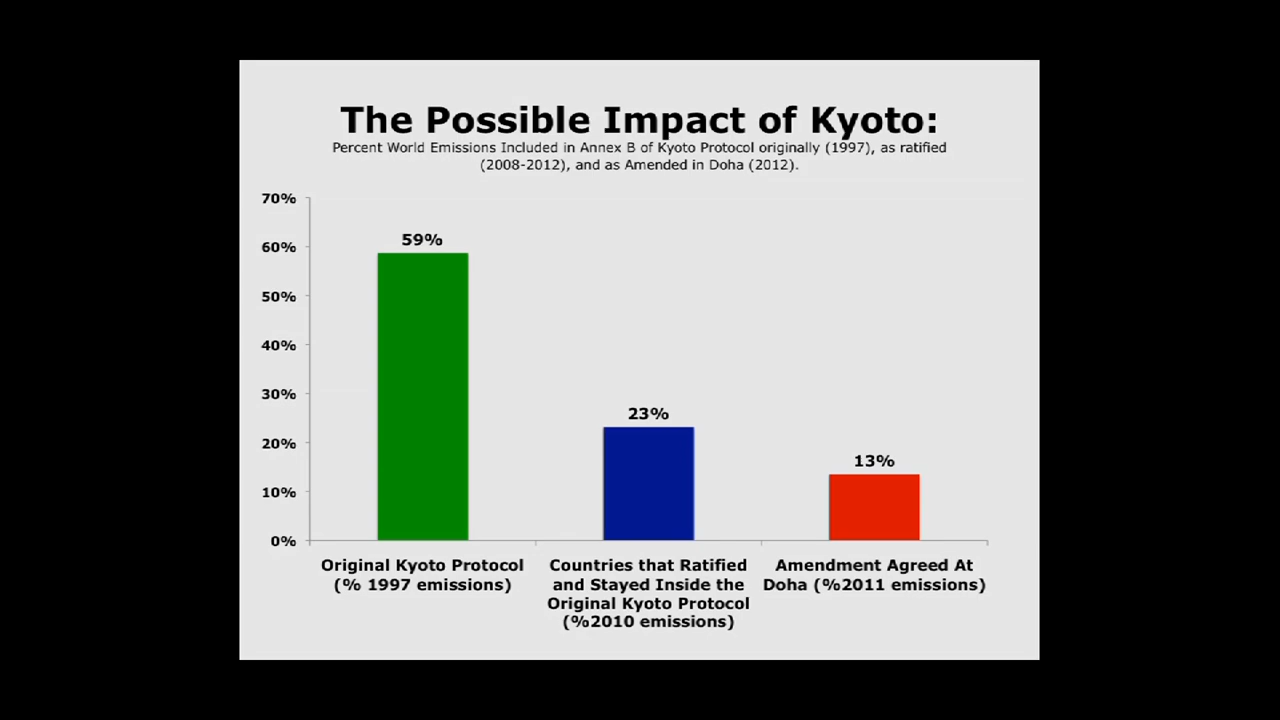 The Possible Impact of Kyoto:
Percent World Emissions Included in Annex B of Kyoto Protocol originally (1997), as ratified
(2008-2012), and as Amended in Doha (2012).
70%
60%
50%
40%
30%
20%
10%
0%
59%
23%
13%
Original Kyoto Protocol
(% 1997 emissions)
Countries that Ratified
and Stayed Inside the
Original Kyoto Protocol
(%2010 emissions)
Amendment Agreed At
Doha (%2011 emissions)